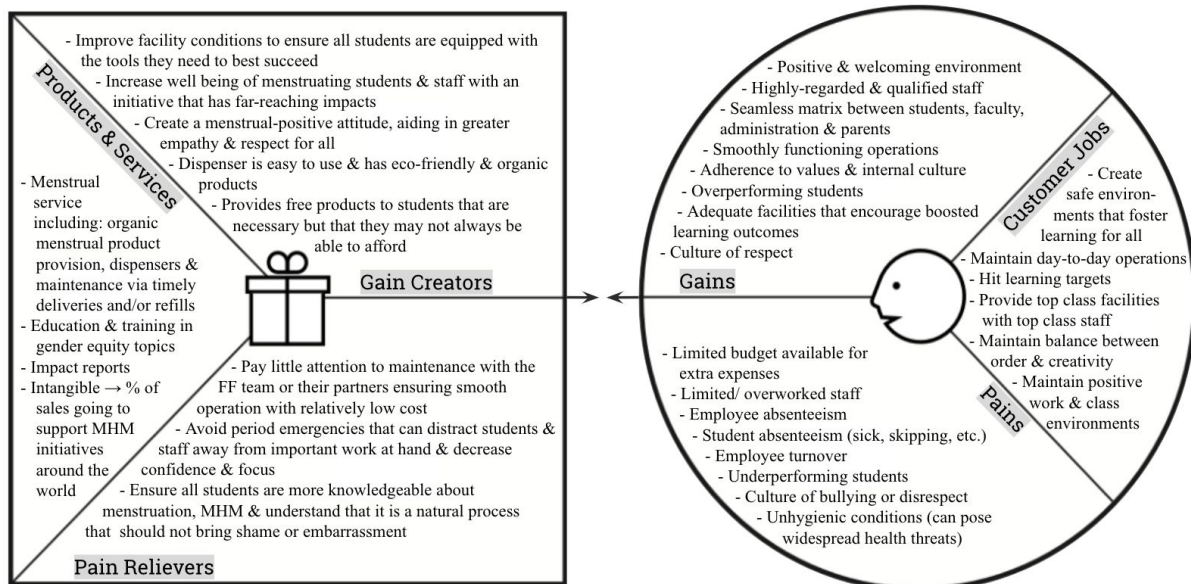 - Improve facility conditions to ensure all students are equipped with
the tools they need to best succeed
- Increase well being of menstruating students & staff with an
initiative that has far-reaching impacts
- Create a menstrual-positive attitude, aiding in greater
empathy & respect for all
- Dispenser is easy to use & has eco-friendly & organic
products
- Provides free products to students that are
necessary but that they may not always be
able to afford
Gain Creators
Products & Services
- Menstrual
service
including: organic
menstrual product
provision, dispensers &
maintenance via timely
deliveries and/or refills
- Education & training in
gender equity topics
- Impact reports
- Intangible → % of
sales going to
support MHM
initiatives
around the
world
- Pay little attention to maintenance with the
FF team or their partners ensuring smooth
operation with relatively low cost
- Avoid period emergencies that can distract students &
staff away from important work at hand & decrease
confidence & focus
- Ensure all students are more knowledgeable about
menstruation, MHM & understand that it is a natural process
that should not bring shame or embarrassment
Pain Relievers
- Positive & welcoming environment
- Highly-regarded & qualified staff
- Seamless matrix between students, faculty,
administration & parents
- Smoothly functioning operations
- Adherence to values & internal culture
- Overperforming students
- Adequate facilities that encourage boosted
learning outcomes
- Culture of respect
Gains
Customer Jobs
- Create
safe environ-
ments that foster
learning for all
- Maintain day-to-day operations
- Hit learning targets
- Provide top class facilities
with top class staff
- Maintain balance between
order & creativity
- Maintain positive
work & class
environments
Pains
- Limited budget available for
extra expenses
- Limited/ overworked staff
- Employee absenteeism
- Student absenteeism (sick, skipping, etc.)
- Employee turnover
- Underperforming students
- Culture of bullying or disrespect
- Unhygienic conditions (can pose
widespread health threats)